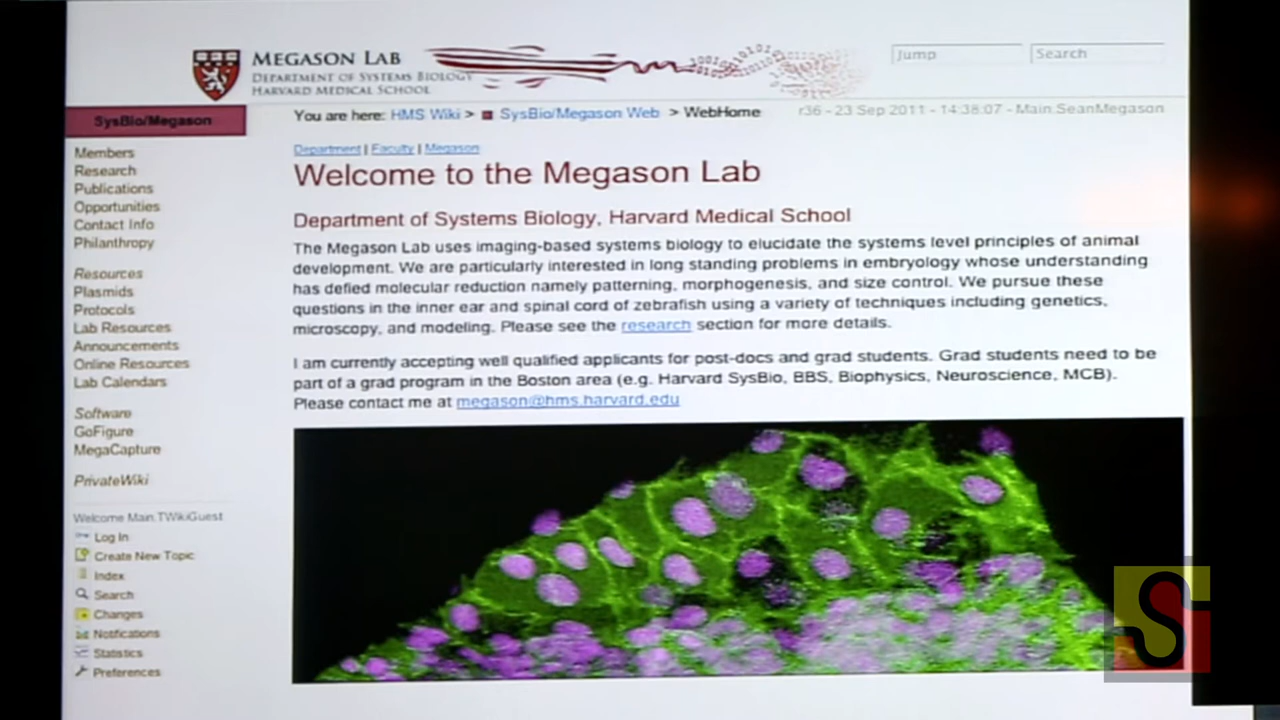 MEGASON LAB
DEPARTMENT OF SYSTEMS BIOLOGY
HARVARD MEDICAL SCHOOL
Jump
Search
SysBio/Megason
You are here: HMS Wiki > SysBio/Megason Web > WebHome
r36 - 23 Sep 2011 - 14:38:07 - Main.SeanMegason
Members
Research
Publications
Opportunities
Contact Info
Philanthropy
Resources
Plasmids
Protocols
Lab Resources
Announcements
Online Resources
Lab Calendars
Software
GoFigure
MegaCapture
PrivateWiki
Welcome Main.TWikiGuest
Log In
Create New Topic
Index
Search
Changes
Notifications
Statistics
Preferences
Department | Faculty | Megason
Welcome to the Megason Lab
Department of Systems Biology, Harvard Medical School
The Megason Lab uses imaging-based systems biology to elucidate the systems level principles of animal
development. We are particularly interested in long standing problems in embryology whose understanding
has defied molecular reduction namely patterning, morphogenesis, and size control. We pursue these
questions in the inner ear and spinal cord of zebrafish using a variety of techniques including genetics,
microscopy, and modeling. Please see the research section for more details.
I am currently accepting well qualified applicants for post-docs and grad students. Grad students need to be
part of a grad program in the Boston area (e.g. Harvard SysBio, BBS, Biophysics, Neuroscience, MCB).
Please contact me at megason@hms.harvard.edu